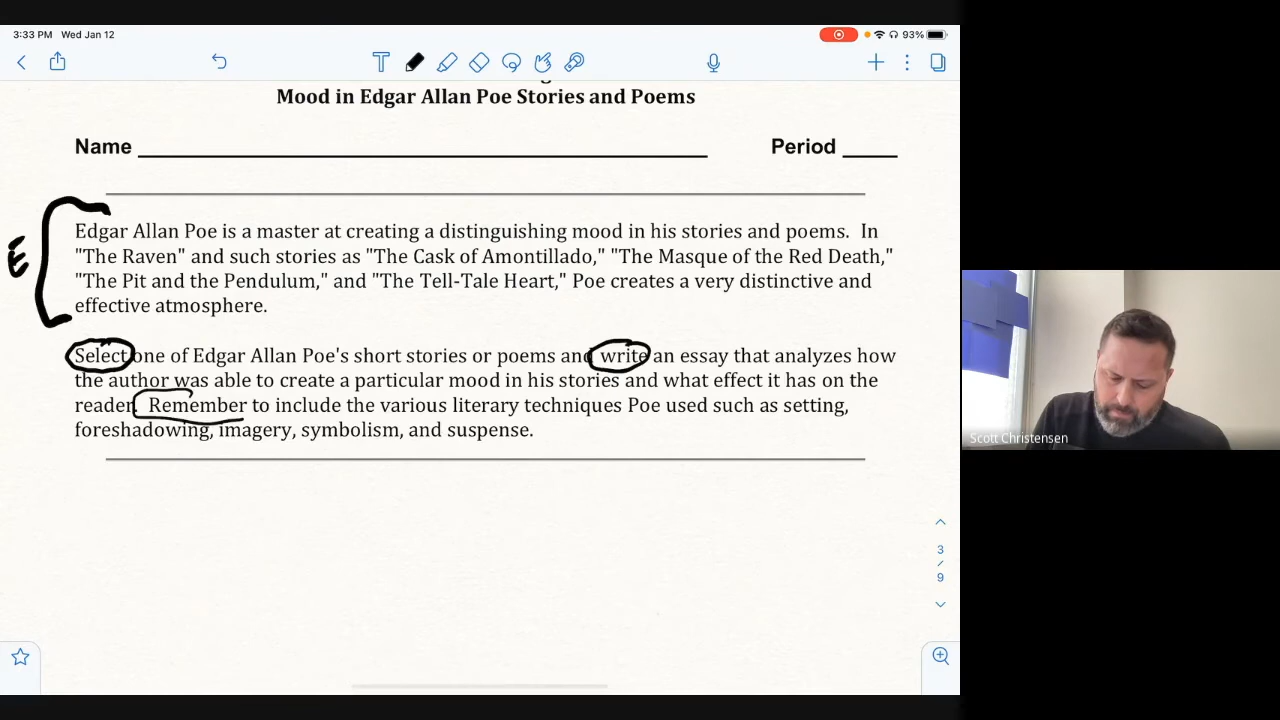 3:33 PM Wed Jan 12
93%
Mood in Edgar Allan Poe Stories and Poems
Name
Period
E
Edgar Allan Poe is a master at creating a distinguishing mood in his stories and poems. In
"The Raven" and such stories as "The Cask of Amontillado," "The Masque of the Red Death,"
"The Pit and the Pendulum," and "The Tell-Tale Heart," Poe creates a very distinctive and
effective atmosphere.
Select one of Edgar Allan Poe's short stories or poems and write an essay that analyzes how
the author was able to create a particular mood in his stories and what effect it has on the
reader. Remember to include the various literary techniques Poe used such as setting,
foreshadowing, imagery, symbolism, and suspense.
3
/
9
Scott Christensen